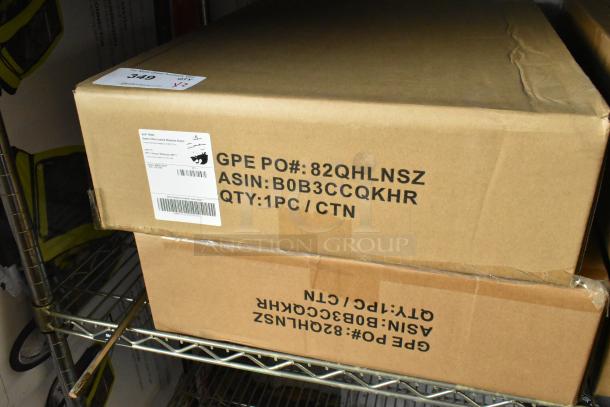 349
x2
GPE PO#: 82QHLNSZ
ASIN: B0B3CCQKHR
QTY:1PC / CTN
AUCTION GROUP
QTY:1PC / CTN
ASIN: B0B3CCQKHR
GPE PO#: 82QHLNSZ